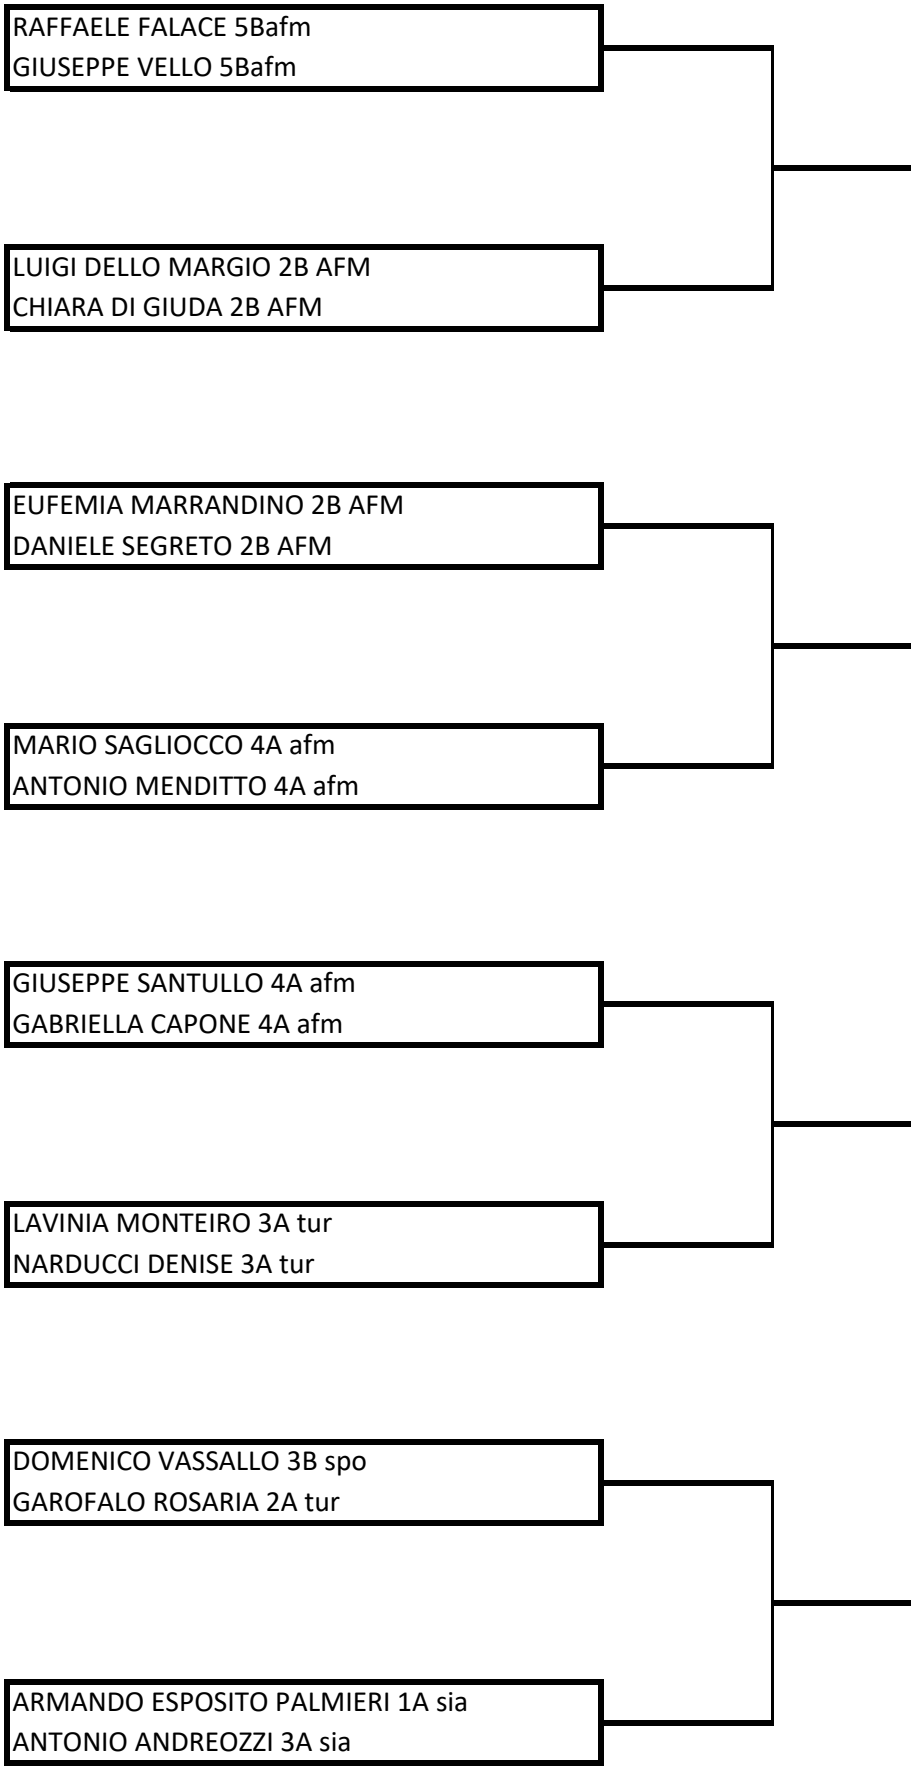 RAFFAELE FALACE 5Bafm
GIUSEPPE VELLO 5Bafm
LUIGI DELLO MARGIO 2B AFM
CHIARA DI GIUDA 2B AFM
EUFEMIA MARRANDINO 2B AFM
DANIELE SEGRETO 2B AFM
MARIO SAGLIOCCO 4A afm
ANTONIO MENDITTO 4A afm
GIUSEPPE SANTULLO 4A afm
GABRIELLA CAPONE 4A afm
LAVINIA MONTEIRO 3A tur
NARDUCCI DENISE 3A tur
DOMENICO VASSALLO 3B spo
GAROFALO ROSARIA 2A tur
ARMANDO ESPOSITO PALMIERI 1A sia
ANTONIO ANDREOZZI 3A sia